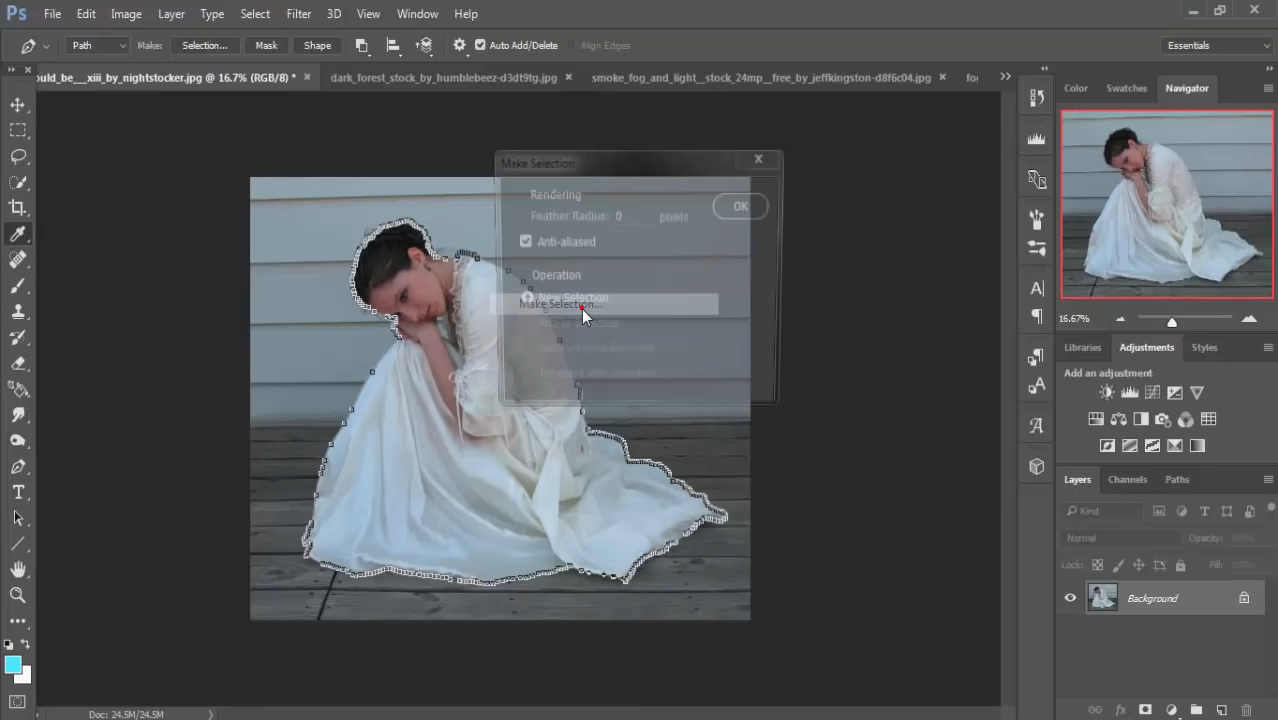 Ps File Edit Image Layer Type Select Filter 3D View Window Help
Path Make: Selection... Mask Shape Auto Add/Delete Align Edges Essentials
ould_be__xiii_by_nightstocker.jpg @ 16.7% (RGB/8) * × dark_forest_stock_by_humblebeez-d3dt9tg.jpg × smoke_fog_and_light__stock_24mp__free_by_jeffkingston-d8f6c04.jpg × fo
Color Swatches Navigator
Make Selection
Rendering
Feather Radius: 0 pixels
OK
Anti-aliased
Operation
New Selection
Make Selection...
16.67%
Libraries Adjustments Styles
Add an adjustment
Layers Channels Paths
Kind
Normal Opacity:
Lock: Fill:
Background
Doc: 24.5M/24.5M